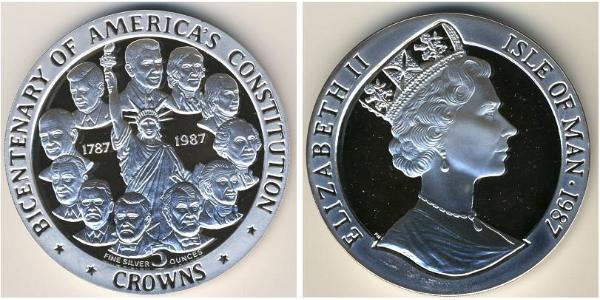 BICENTENARY OF AMERICA'S CONSTITUTION
1787 1987
FINE SILVER 5 OUNCES
CROWNS
ELIZABETH II
ISLE OF MAN · 1987